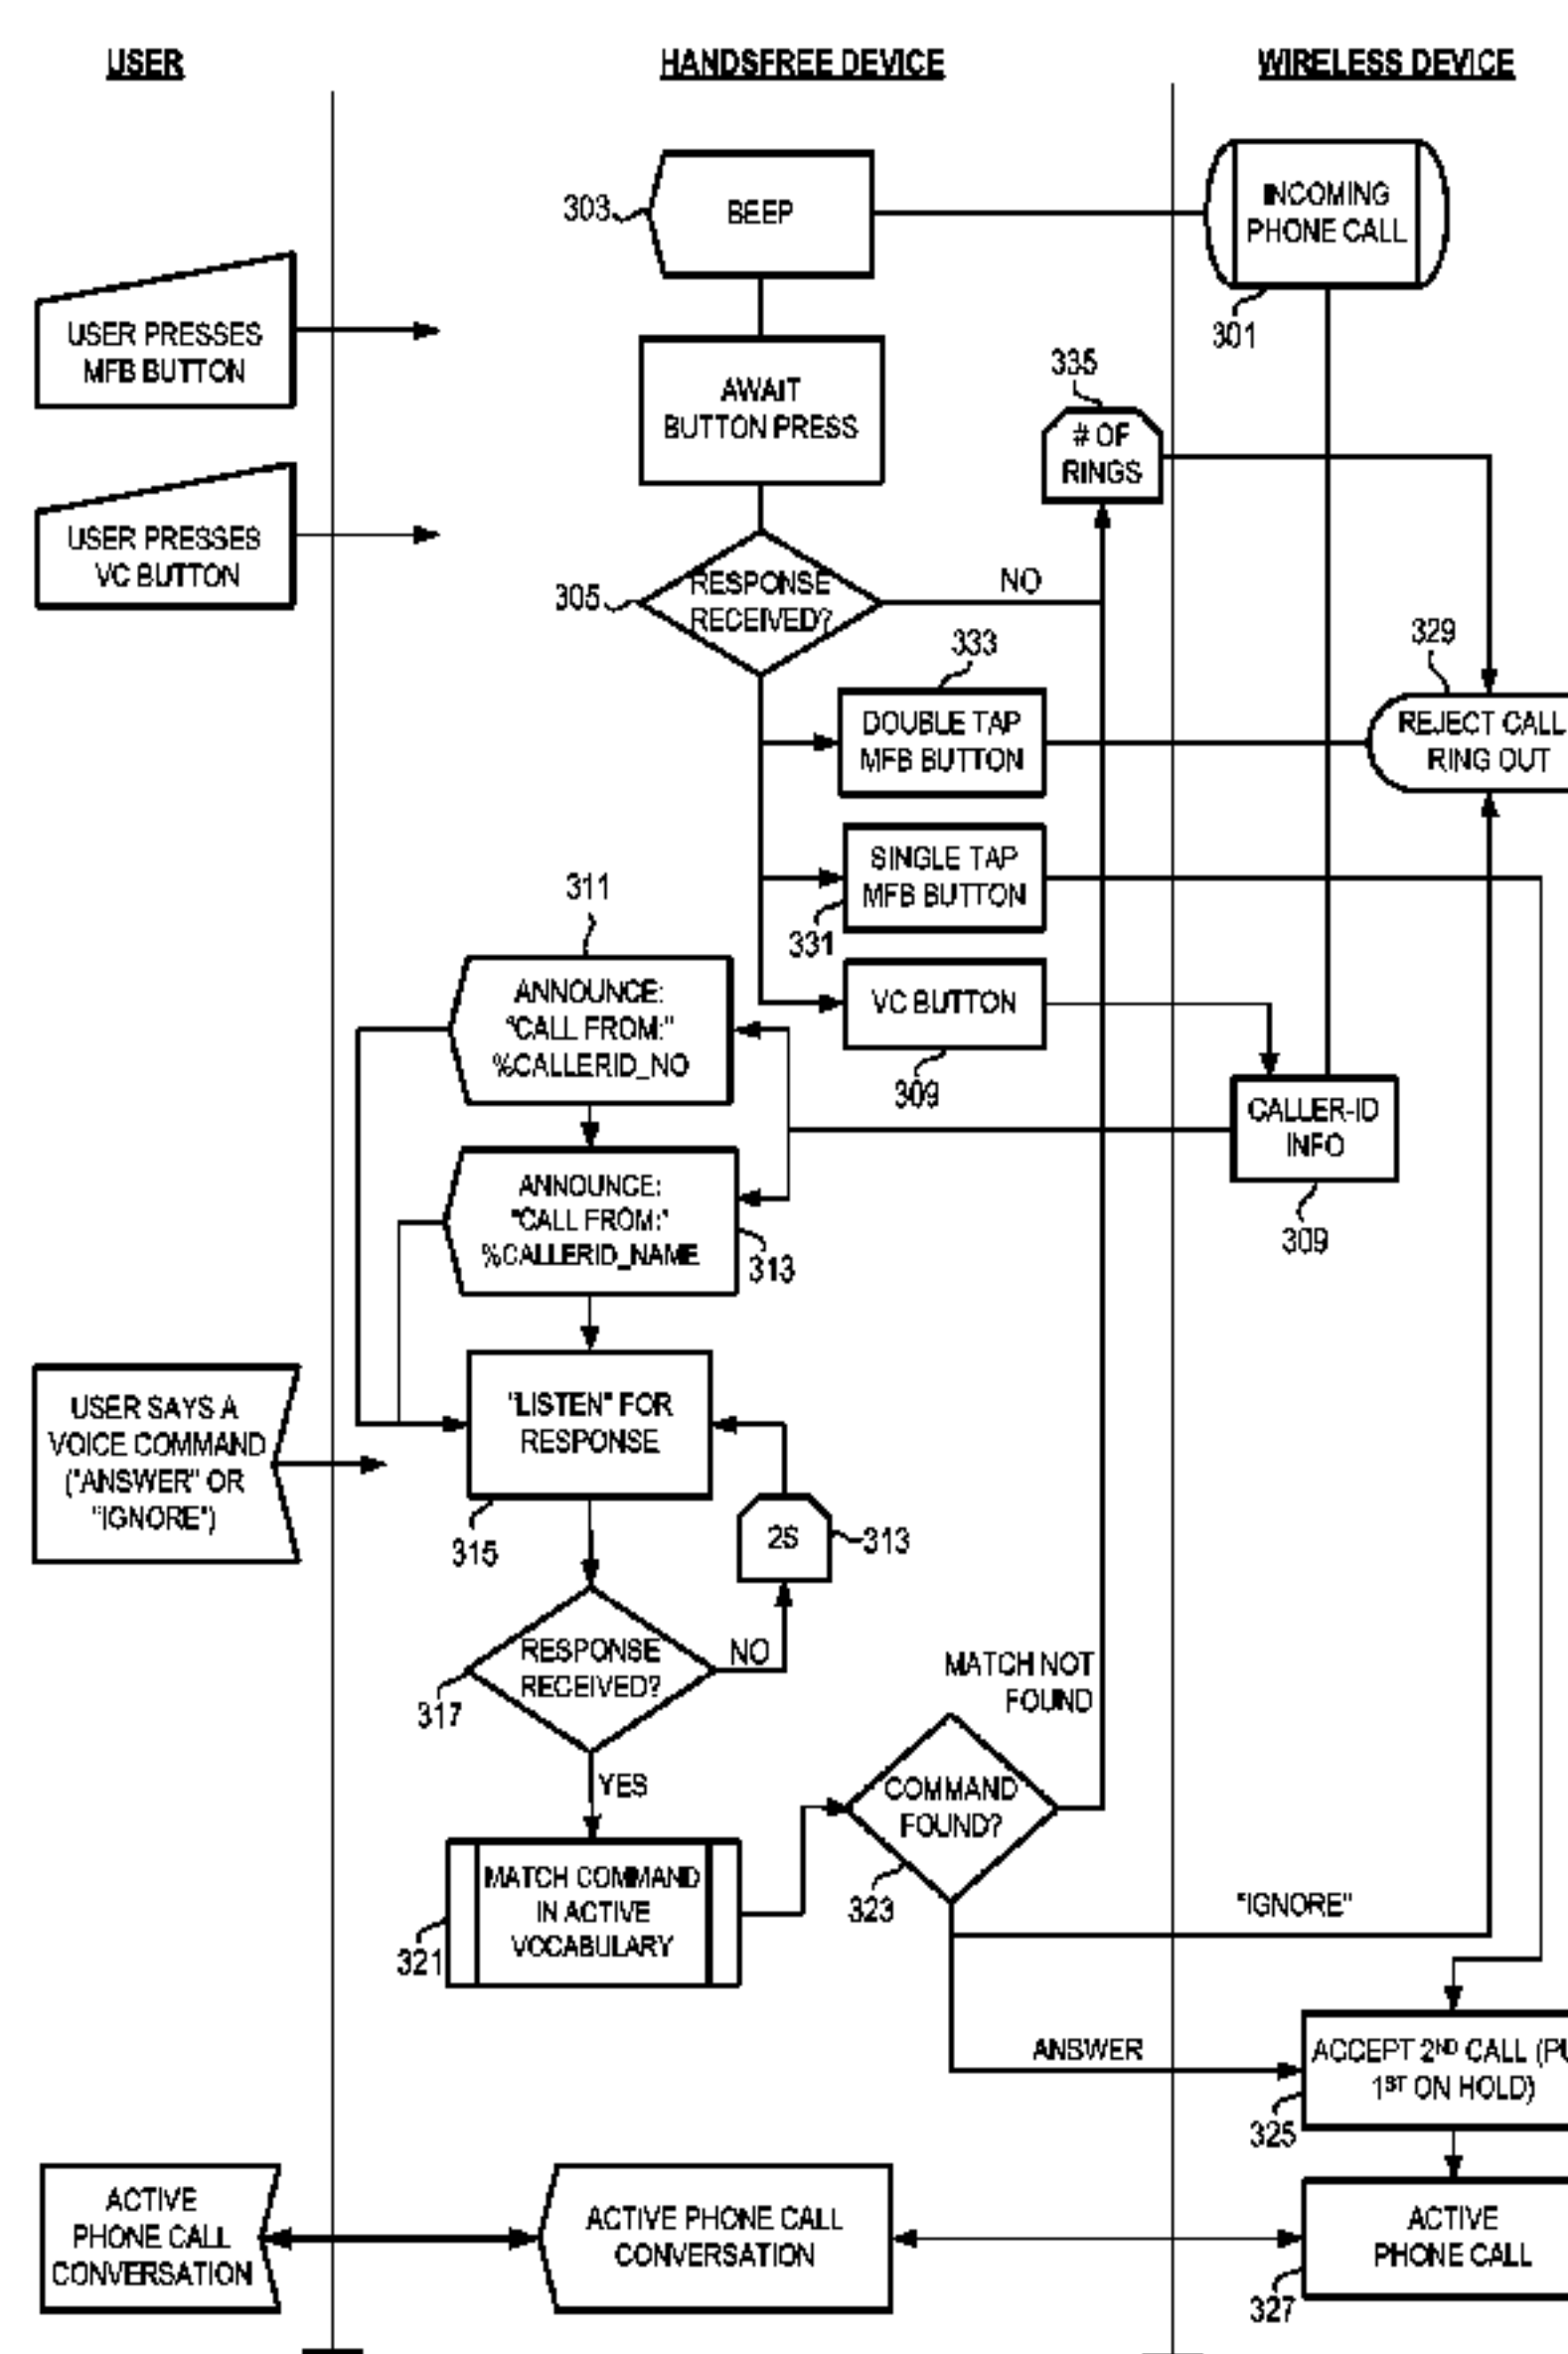 USER
HANDSFREE DEVICE
WIRELESS DEVICE
303
BEEP
INCOMING
PHONE CALL
301
USER PRESSES
MFB BUTTON
AWAIT
BUTTON PRESS
335
# OF
RINGS
USER PRESSES
VC BUTTON
305
RESPONSE
RECEIVED?
NO
333
329
DOUBLE TAP
MFB BUTTON
REJECT CALL
RING OUT
SINGLE TAP
MFB BUTTON
331
311
ANNOUNCE:
"CALL FROM:"
%CALLERID_NO
VC BUTTON
309
CALLER-ID
INFO
309
ANNOUNCE:
"CALL FROM:"
%CALLERID_NAME
313
USER SAYS A
VOICE COMMAND
("ANSWER" OR
"IGNORE")
"LISTEN" FOR
RESPONSE
315
2S
313
RESPONSE
RECEIVED?
NO
317
YES
MATCH NOT
FOUND
COMMAND
FOUND?
323
MATCH COMMAND
IN ACTIVE
VOCABULARY
321
"IGNORE"
ANSWER
ACCEPT 2ND CALL (PU
1ST ON HOLD)
325
ACTIVE
PHONE CALL
CONVERSATION
ACTIVE PHONE CALL
CONVERSATION
ACTIVE
PHONE CALL
327